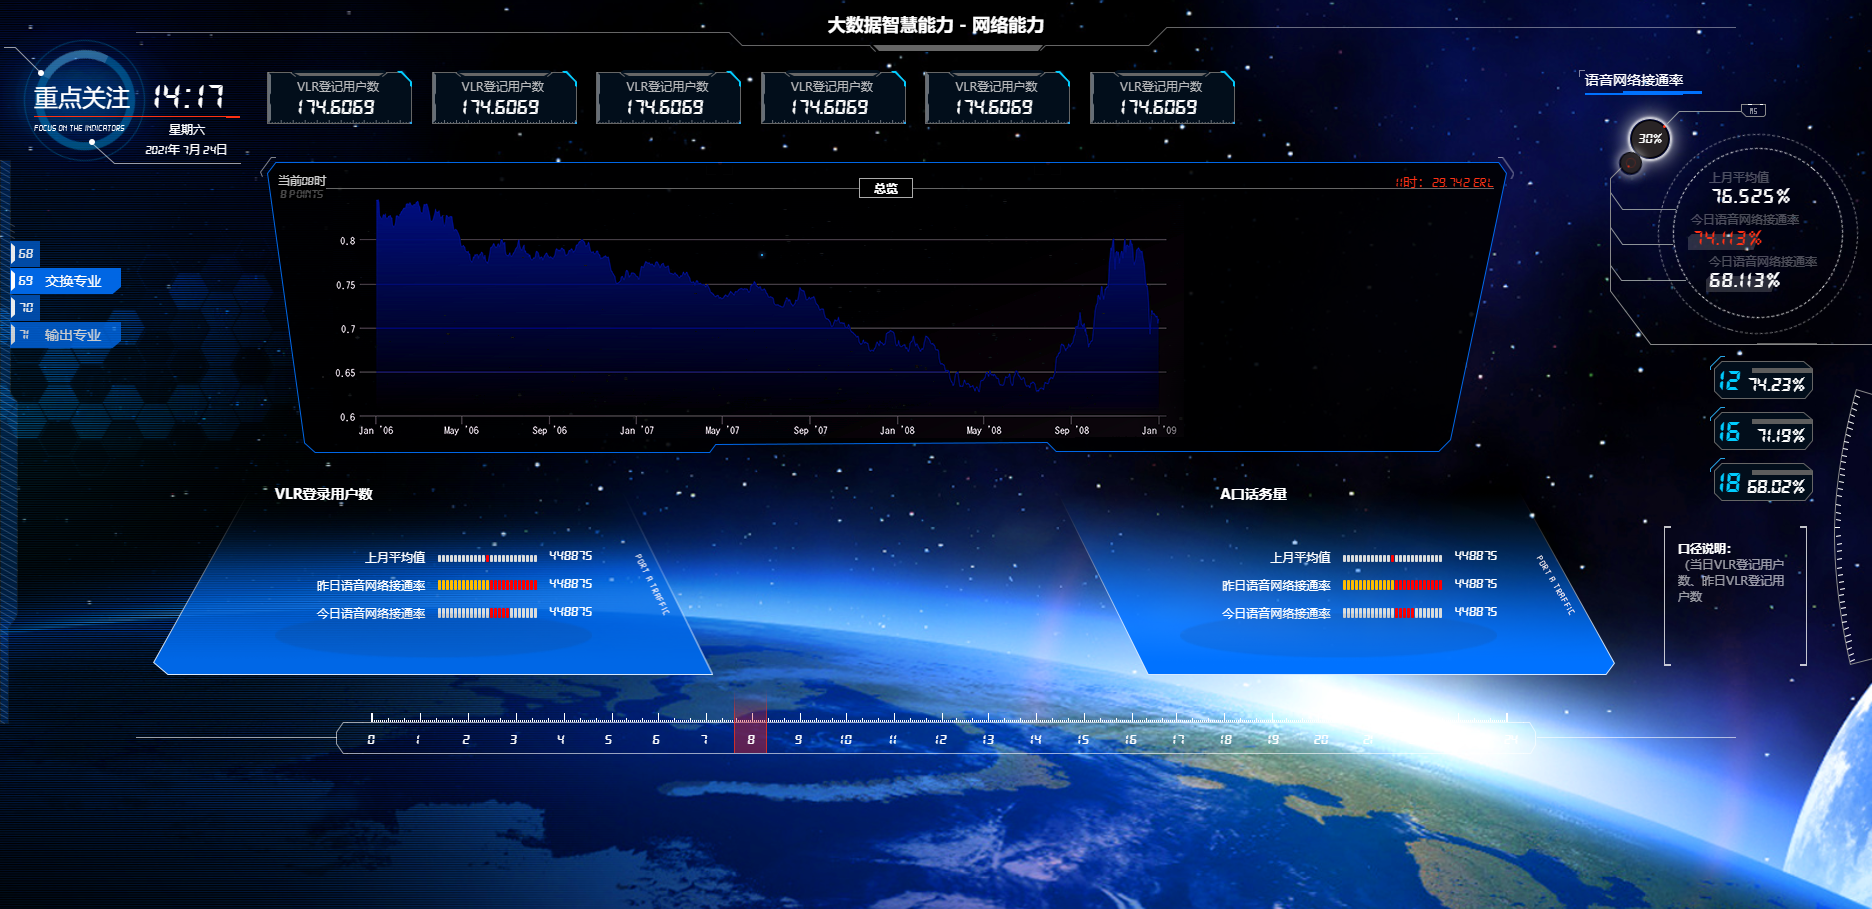 大数据智慧能力 - 网络能力
重点关注
FOCUS ON THE INDICATORS
14:17
星期六
2021年 7月 24日
VLR登记用户数
174.6069
VLR登记用户数
174.6069
VLR登记用户数
174.6069
VLR登记用户数
174.6069
VLR登记用户数
174.6069
VLR登记用户数
174.6069
语音网络接通率
30%
上月平均值
76.525%
今日语音网络接通率
74.113%
今日语音网络接通率
68.113%
68
69 交换专业
70
71 输出专业
当前08时
8 POINTS
总览
11时: 29.742 ERL
0.8
0.75
0.7
0.65
0.6
Jan '06 May '06 Sep '06 Jan '07 May '07 Sep '07 Jan '08 May '08 Sep '08 Jan '09
12 74.23%
16 71.19%
18 68.02%
VLR登录用户数
上月平均值 448875
昨日语音网络接通率 448875
今日语音网络接通率 448875
PORT A TRAFFIC
A口话务量
上月平均值 448875
昨日语音网络接通率 448875
今日语音网络接通率 448875
PORT A TRAFFIC
口径说明:
(当日VLR登记用户
数、昨日VLR登记用
户数
0 1 2 3 4 5 6 7 8 9 10 11 12 13 14 15 16 17 18 19 20